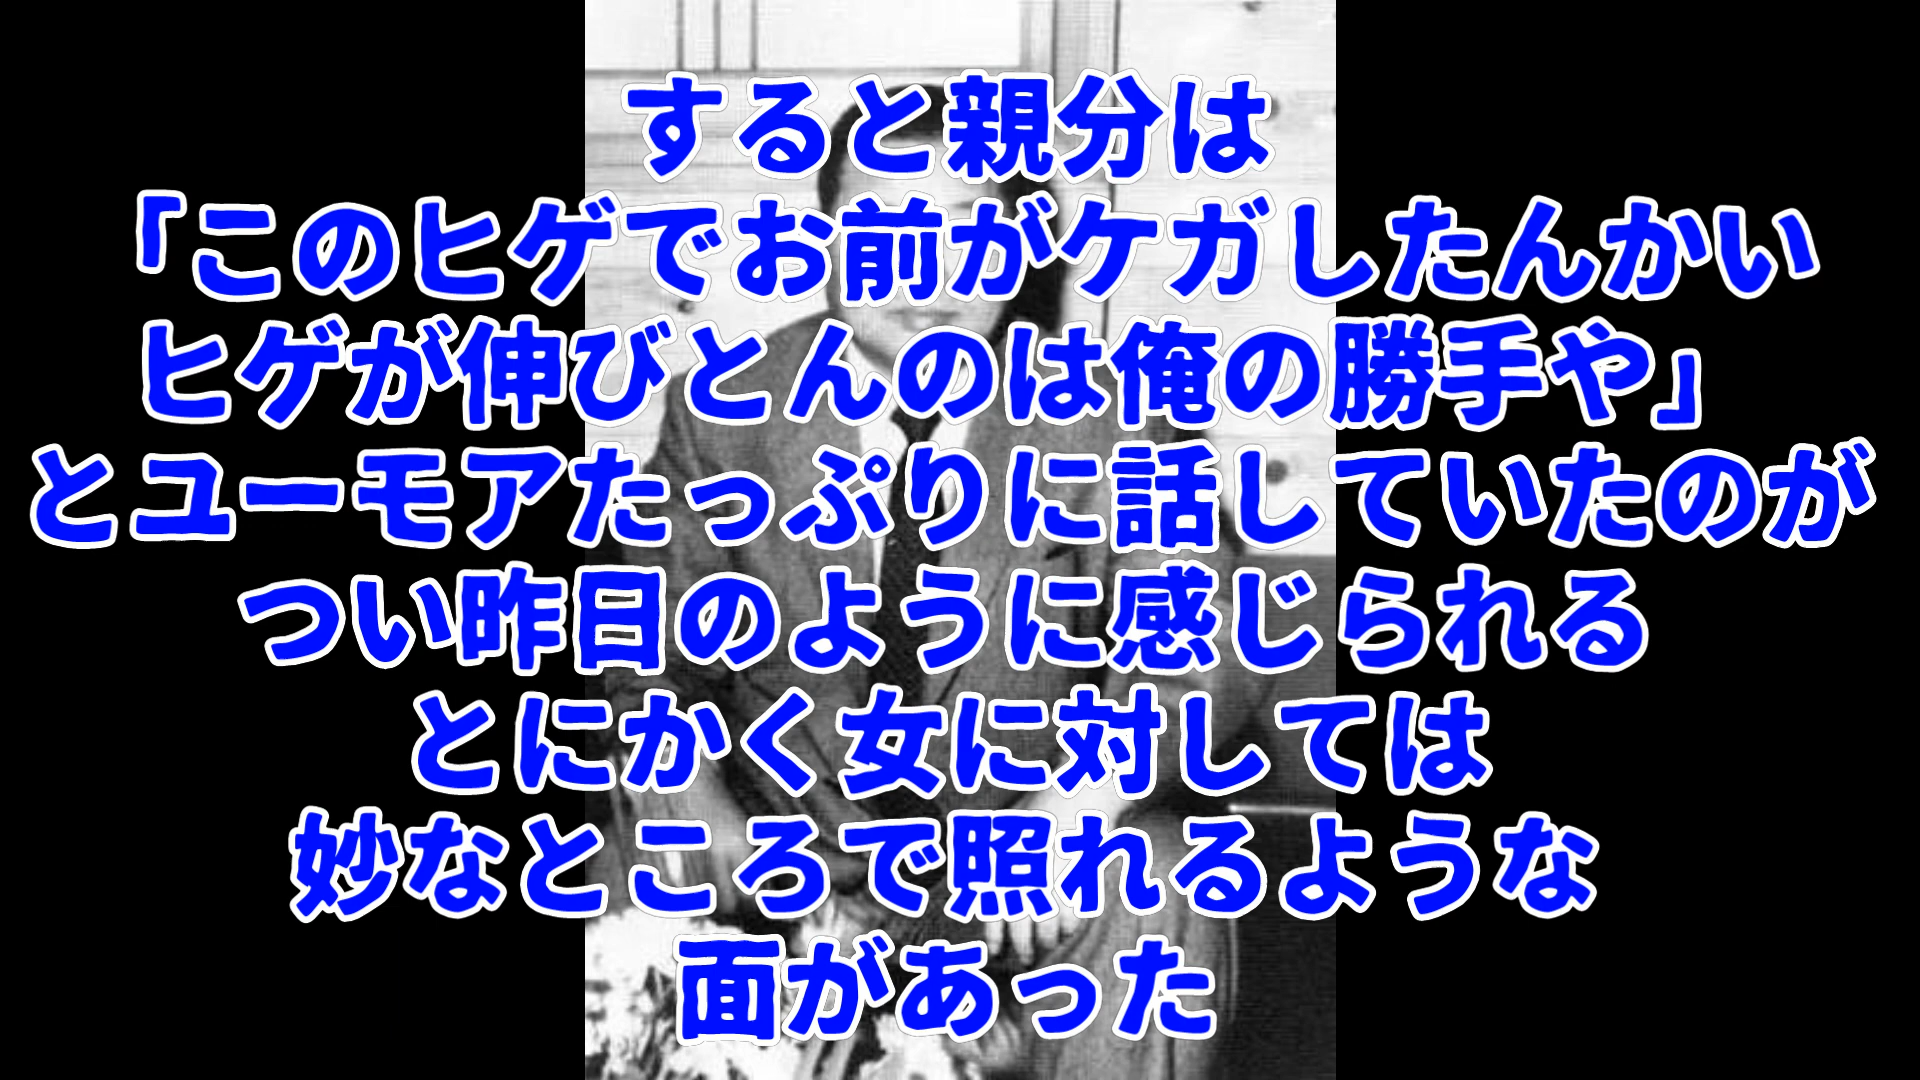 すると親分は
「このヒゲでお前がケガしたんかい
ヒゲが伸びとんのは俺の勝手や」
とユーモアたっぷりに話していたのが
つい昨日のように感じられる
とにかく女に対しては
妙なところで照れるような
面があった